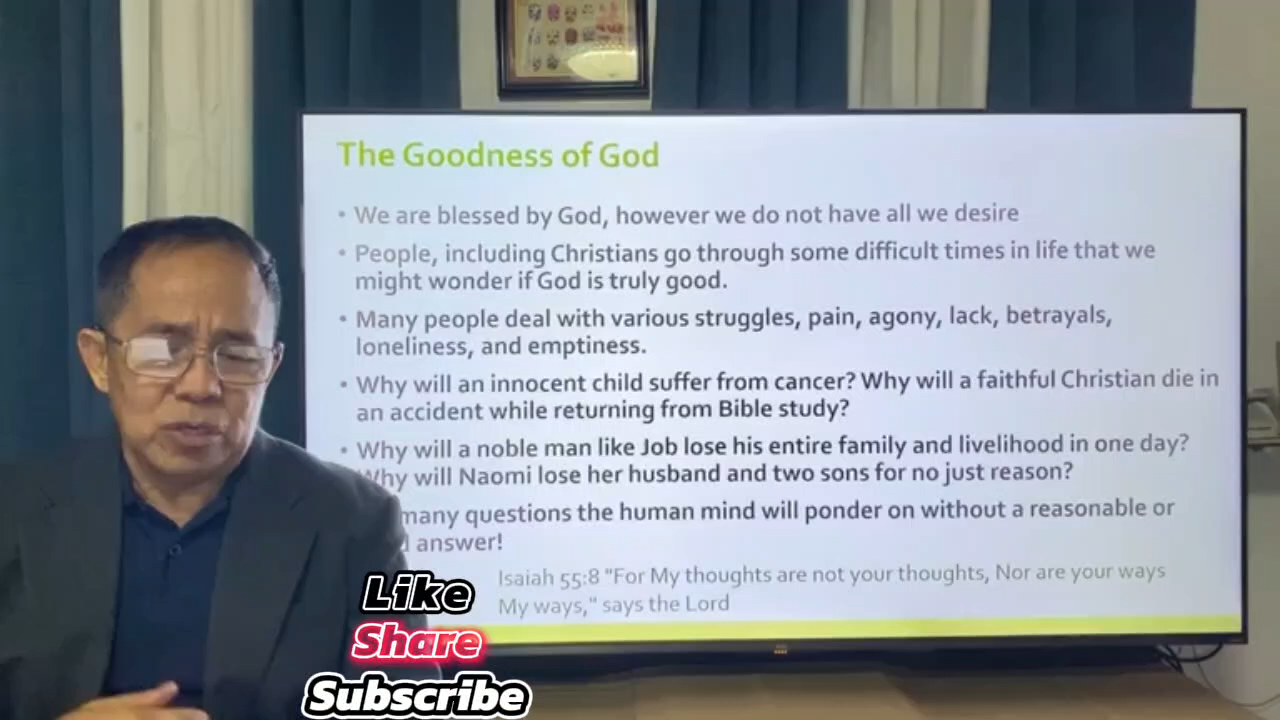 The Goodness of God
• We are blessed by God, however we do not have all we desire
• People, including Christians go through some difficult times in life that we
might wonder if God is truly good.
• Many people deal with various struggles, pain, agony, lack, betrayals,
loneliness, and emptiness.
• Why will an innocent child suffer from cancer? Why will a faithful Christian die in
an accident while returning from Bible study?
• Why will a noble man like Job lose his entire family and livelihood in one day?
Why will Naomi lose her husband and two sons for no just reason?
many questions the human mind will ponder on without a reasonable or
answer!
Isaiah 55:8 "For My thoughts are not your thoughts, Nor are your ways
My ways," says the Lord
Like
Share
Subscribe